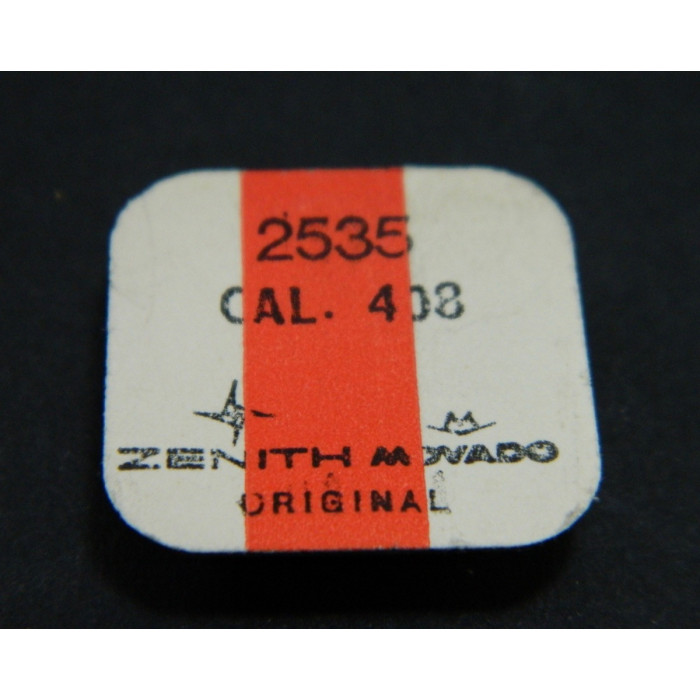 2535
CAL. 408
ZENITH MOVADO
ORIGINAL